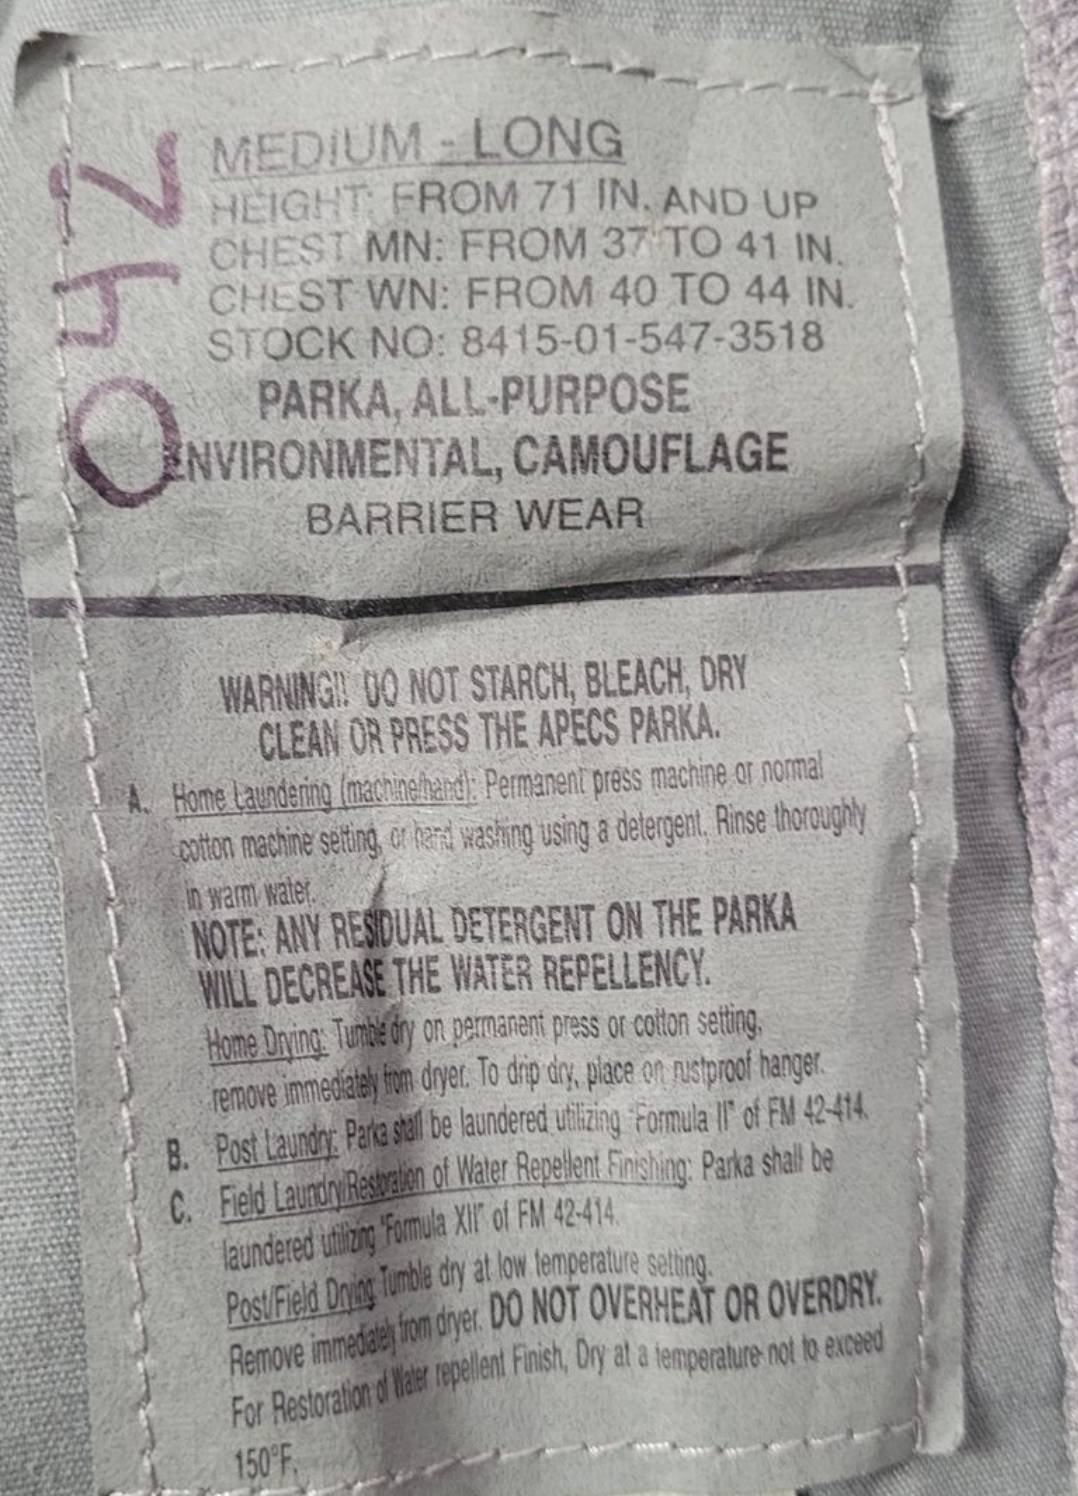 MEDIUM - LONG
HEIGHT: FROM 71 IN. AND UP
CHEST MN: FROM 37 TO 41 IN.
CHEST WN: FROM 40 TO 44 IN.
STOCK NO: 8415-01-547-3518
PARKA, ALL-PURPOSE
ENVIRONMENTAL, CAMOUFLAGE
BARRIER WEAR
WARNING!! DO NOT STARCH, BLEACH, DRY
CLEAN OR PRESS THE APECS PARKA.
A. Home Laundering (machine/hand): Permanent press machine or normal
cotton machine setting, or hand washing using a detergent. Rinse thoroughly
in warm water.
NOTE: ANY RESIDUAL DETERGENT ON THE PARKA
WILL DECREASE THE WATER REPELLENCY.
Home Drying: Tumble dry on permanent press or cotton setting,
remove immediately from dryer. To drip dry, place on rustproof hanger.
B. Post Laundry: Parka shall be laundered utilizing "Formula II" of FM 42-414.
C. Field Laundry/Restoration of Water Repellent Finishing: Parka shall be
laundered utilizing "Formula XII" of FM 42-414.
Post/Field Drying Tumble dry at low temperature setting.
Remove immediately from dryer. DO NOT OVERHEAT OR OVERDRY.
For Restoration of Water repellent Finish, Dry at a temperature not to exceed
150°F.